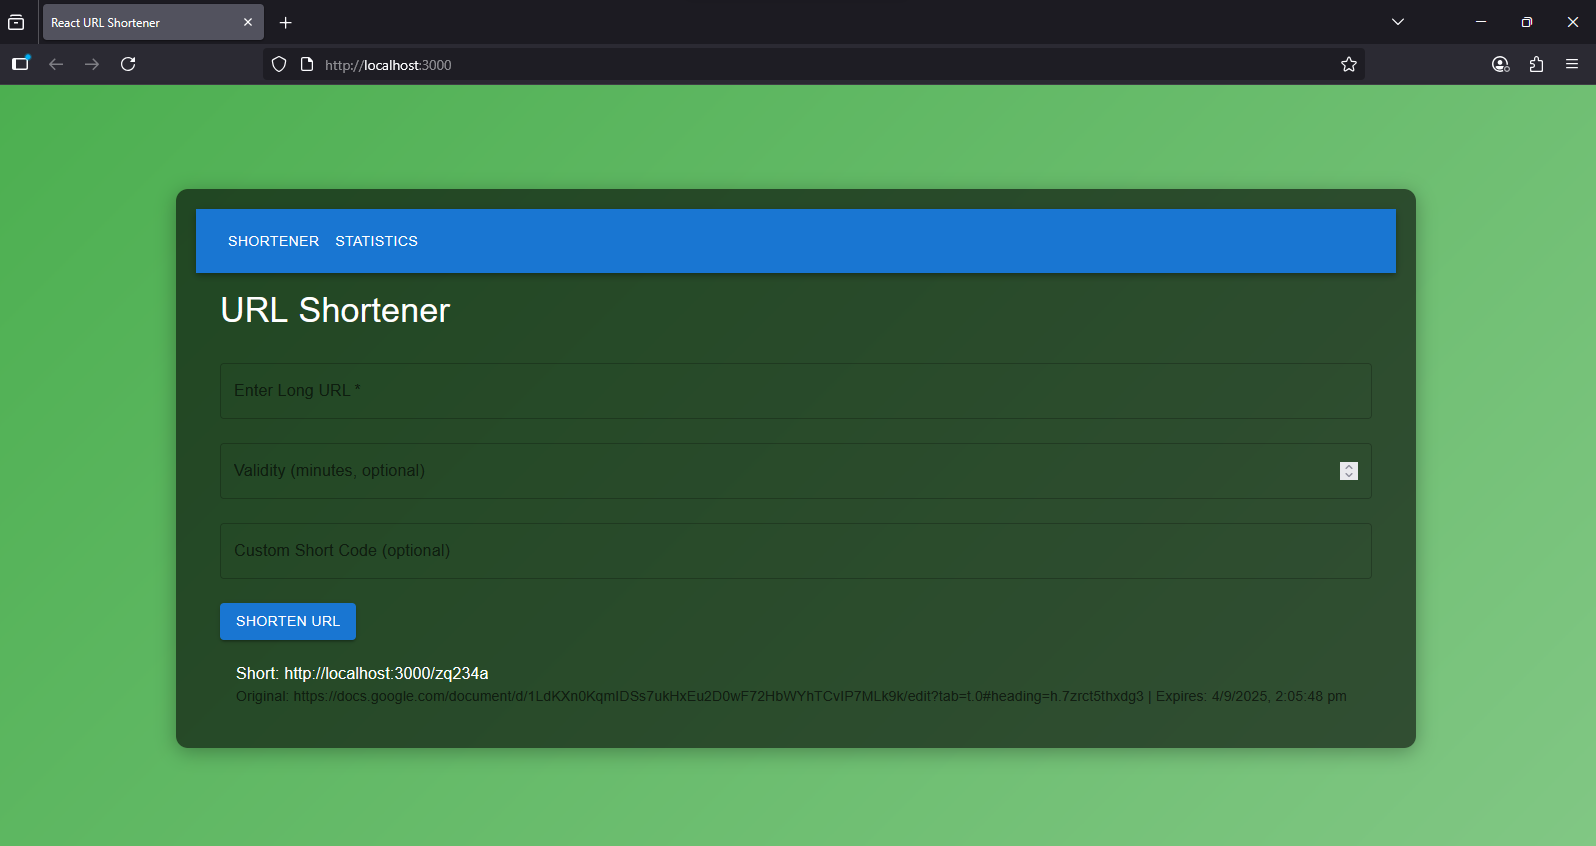 React URL Shortener
http://localhost:3000
SHORTENER STATISTICS
URL Shortener
Enter Long URL *
Validity (minutes, optional)
Custom Short Code (optional)
SHORTEN URL
Short: http://localhost:3000/zq234a
Original: https://docs.google.com/document/d/1LdKXn0KqmIDSs7ukHxEu2D0wF72HbWYhTCvIP7MLk9k/edit?tab=t.0#heading=h.7zrct5thxdg3 | Expires: 4/9/2025, 2:05:48 pm